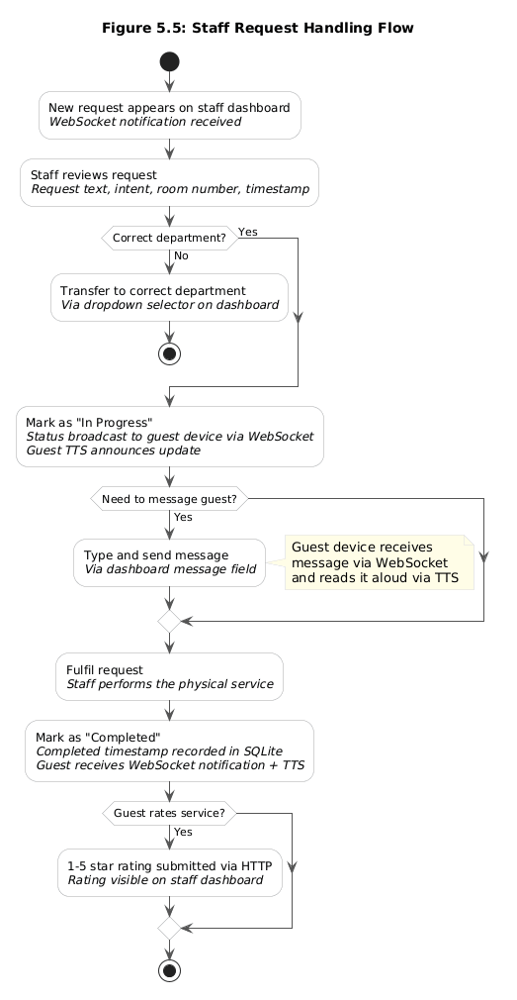 Figure 5.5: Staff Request Handling Flow
New request appears on staff dashboard
WebSocket notification received
Staff reviews request
Request text, intent, room number, timestamp
Correct department?
Yes
No
Transfer to correct department
Via dropdown selector on dashboard
Mark as "In Progress"
Status broadcast to guest device via WebSocket
Guest TTS announces update
Need to message guest?
Yes
Type and send message
Via dashboard message field
Guest device receives
message via WebSocket
and reads it aloud via TTS
Fulfil request
Staff performs the physical service
Mark as "Completed"
Completed timestamp recorded in SQLite
Guest receives WebSocket notification + TTS
Guest rates service?
Yes
1-5 star rating submitted via HTTP
Rating visible on staff dashboard